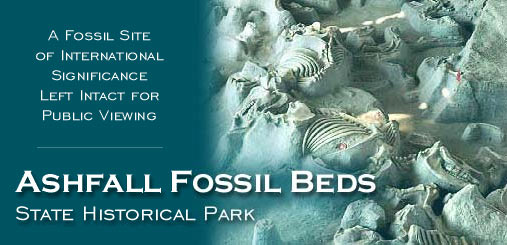 A Fossil Site
of International
Significance
Left Intact for
Public Viewing
Ashfall Fossil Beds
State Historical Park